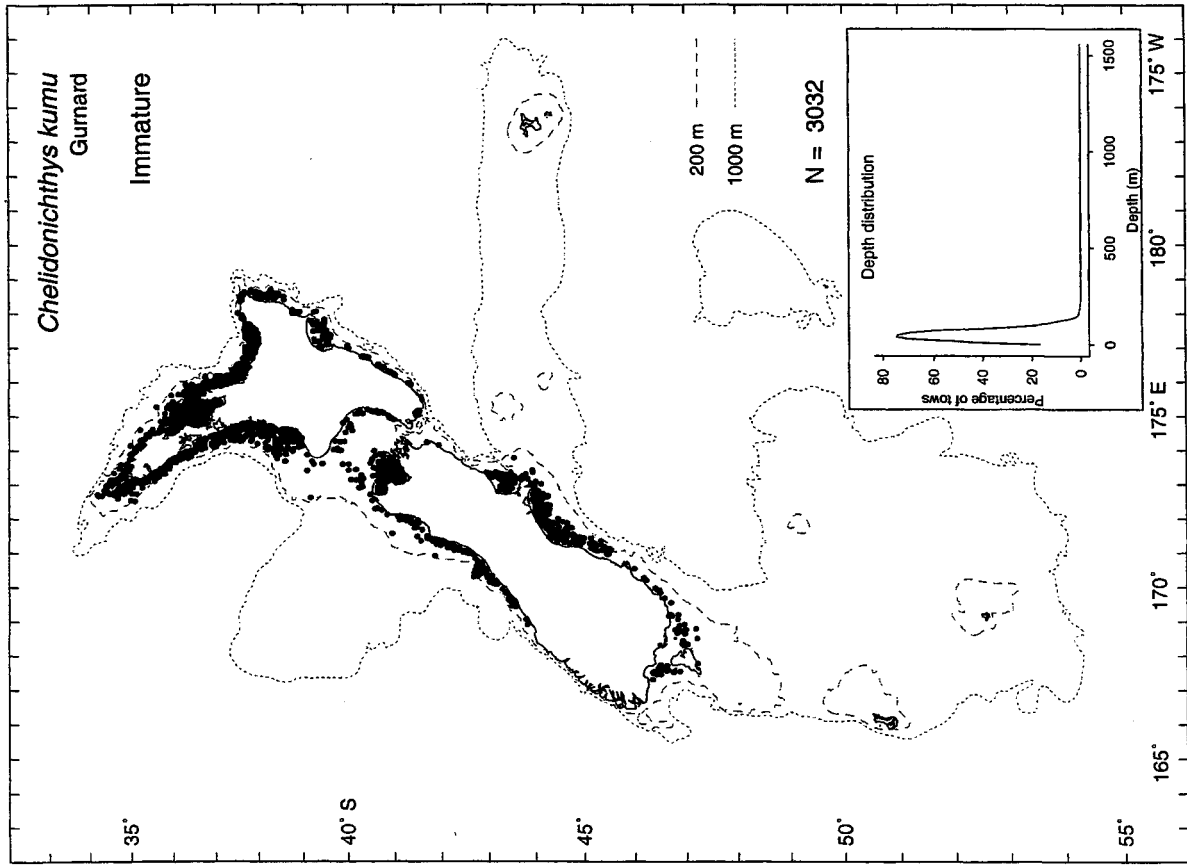 Chelidonichthys kumu
Gurnard
Immature
35°
40° S
45°
50°
55°
200 m
1000 m
N = 3032
Depth distribution
Percentage of tows
80
60
40
20
0
0
500
1000
1500
Depth (m)
165°
170°
175° E
180°
175° W